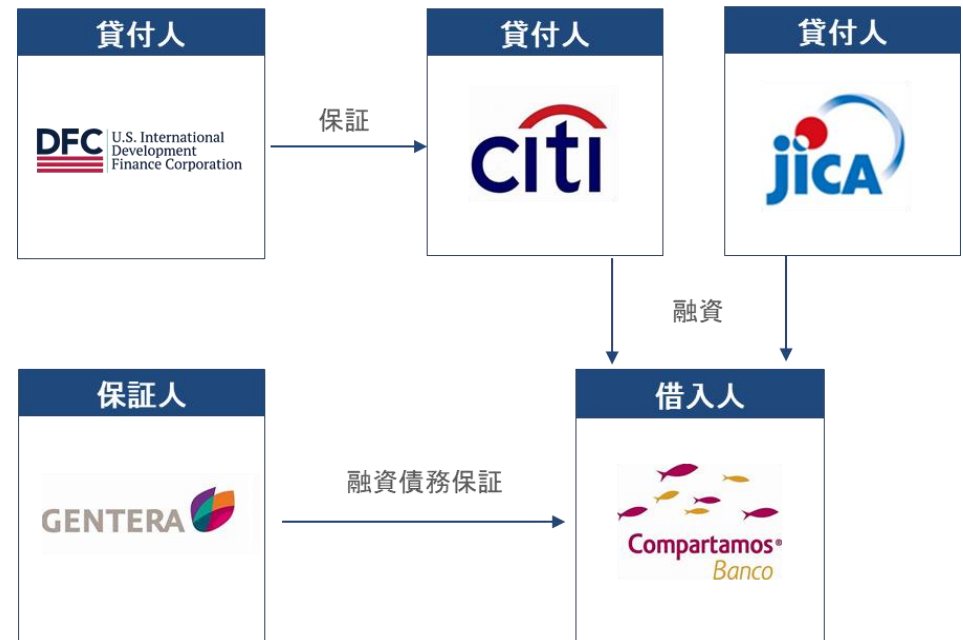 貸付人
貸付人
貸付人
DFC
U.S. International
Development
Finance Corporation
保証
citi
jica
融資
保証人
借入人
GENTERA
融資債務保証
Compartamos®
Banco